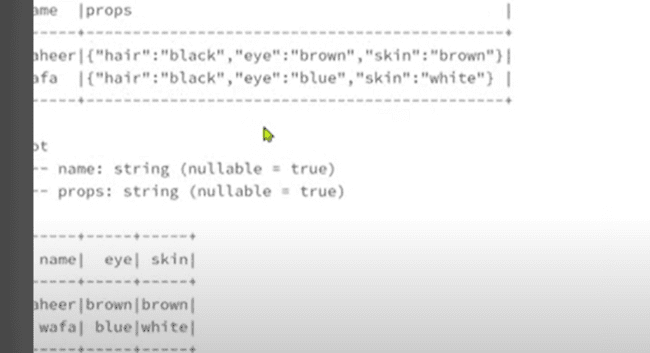 ame |props |
-----+-----------------------------------------------+
aheer|{"hair":"black","eye":"brown","skin":"brown"}|
afa |{"hair":"black","eye":"blue","skin":"white"} |
-----+-----------------------------------------------+
ot
-- name: string (nullable = true)
-- props: string (nullable = true)
-----+-----+-----+
name| eye| skin|
-----+-----+-----+
aheer|brown|brown|
wafa| blue|white|
-----+-----+-----+